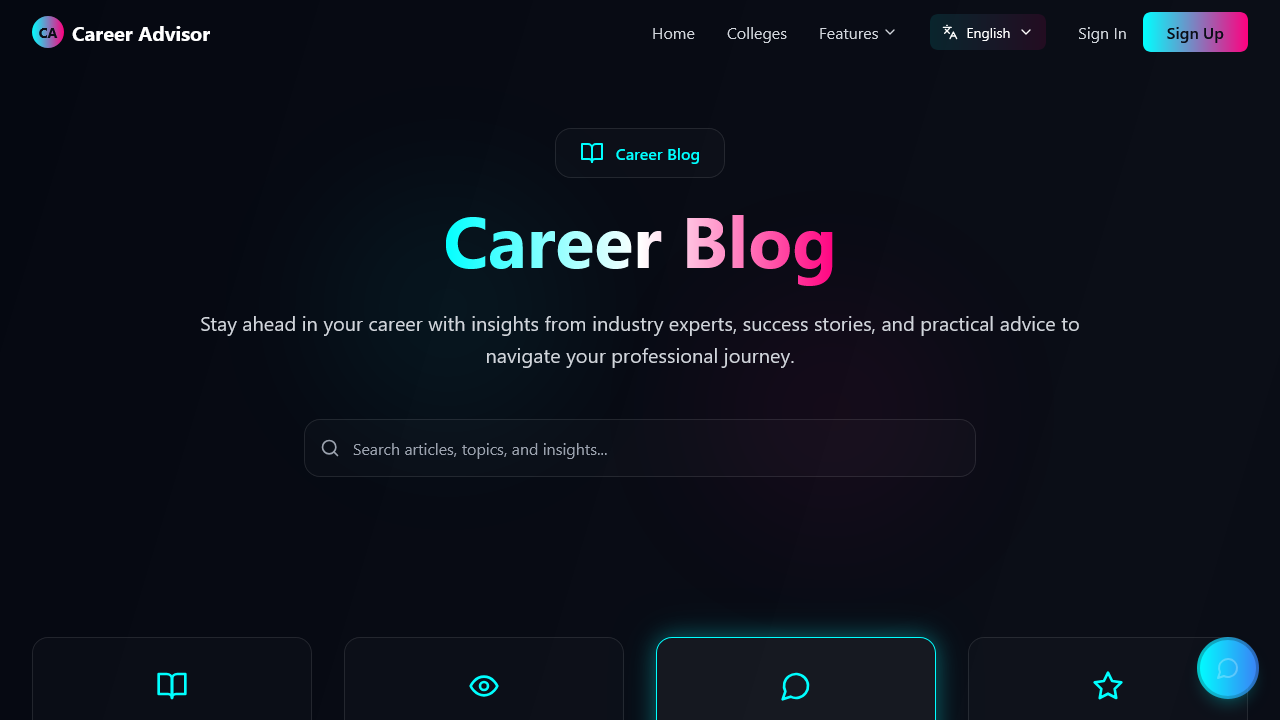 CA Career Advisor
Home Colleges Features English Sign In Sign Up
Career Blog
Career Blog
Stay ahead in your career with insights from industry experts, success stories, and practical advice to
navigate your professional journey.
Search articles, topics, and insights...